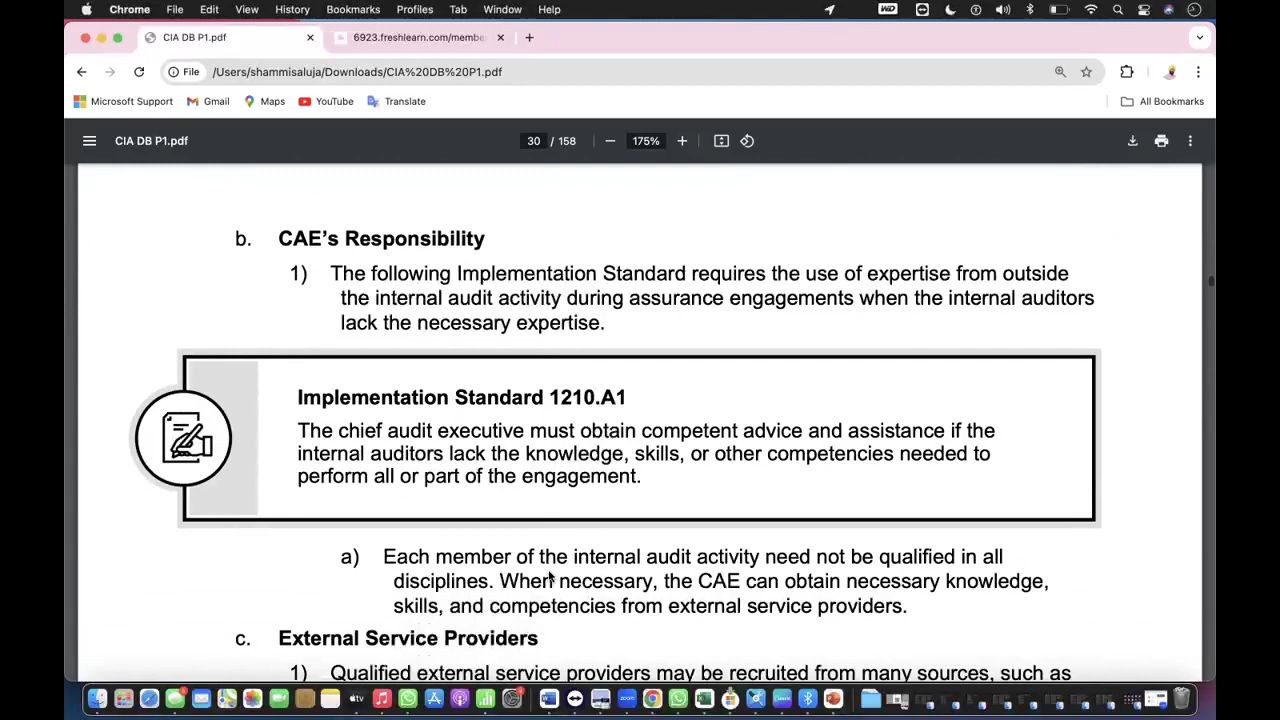 Chrome File Edit View History Bookmarks Profiles Tab Window Help
CIA DB P1.pdf
6923.freshlearn.com/membe
File /Users/shammisaluja/Downloads/CIA%20DB%20P1.pdf
Microsoft Support Gmail Maps YouTube Translate All Bookmarks
CIA DB P1.pdf 30 / 158 175%
b. CAE's Responsibility
1) The following Implementation Standard requires the use of expertise from outside
the internal audit activity during assurance engagements when the internal auditors
lack the necessary expertise.
Implementation Standard 1210.A1
The chief audit executive must obtain competent advice and assistance if the
internal auditors lack the knowledge, skills, or other competencies needed to
perform all or part of the engagement.
a) Each member of the internal audit activity need not be qualified in all
disciplines. When necessary, the CAE can obtain necessary knowledge,
skills, and competencies from external service providers.
c. External Service Providers
1) Qualified external service providers may be recruited from many sources, such as